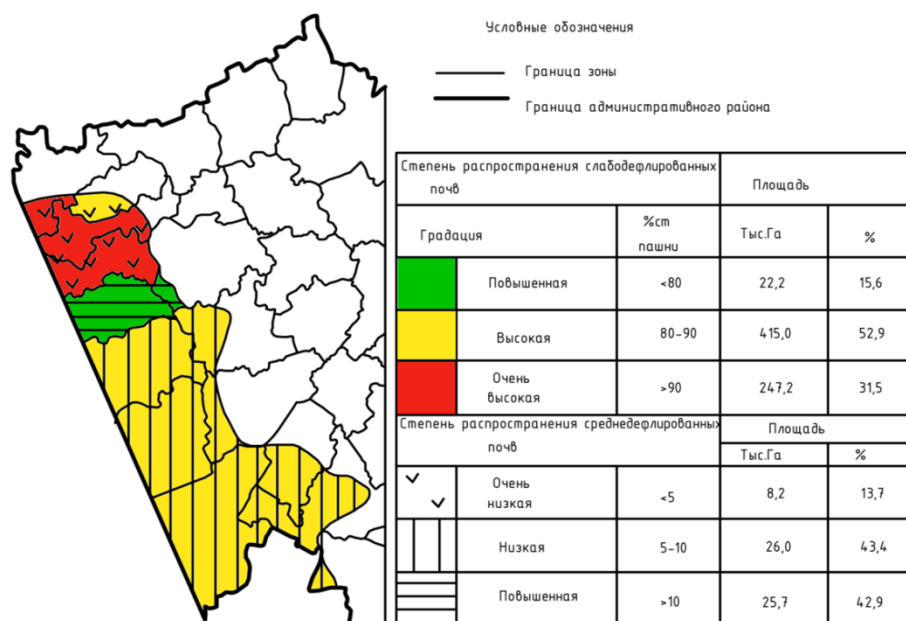 Условные обозначения
Граница зоны
Граница административного района
Степень распространения слабодефлированных почв
Площадь
Градация
%ст пашни
Тыс.Га
%
Повышенная
<80
22,2
15,6
Высокая
80-90
415,0
52,9
Очень высокая
>90
247,2
31,5
Степень распространения среднедефлированных почв
Площадь
Тыс.Га
%
Очень низкая
<5
8,2
13,7
Низкая
5-10
26,0
43,4
Повышенная
>10
25,7
42,9